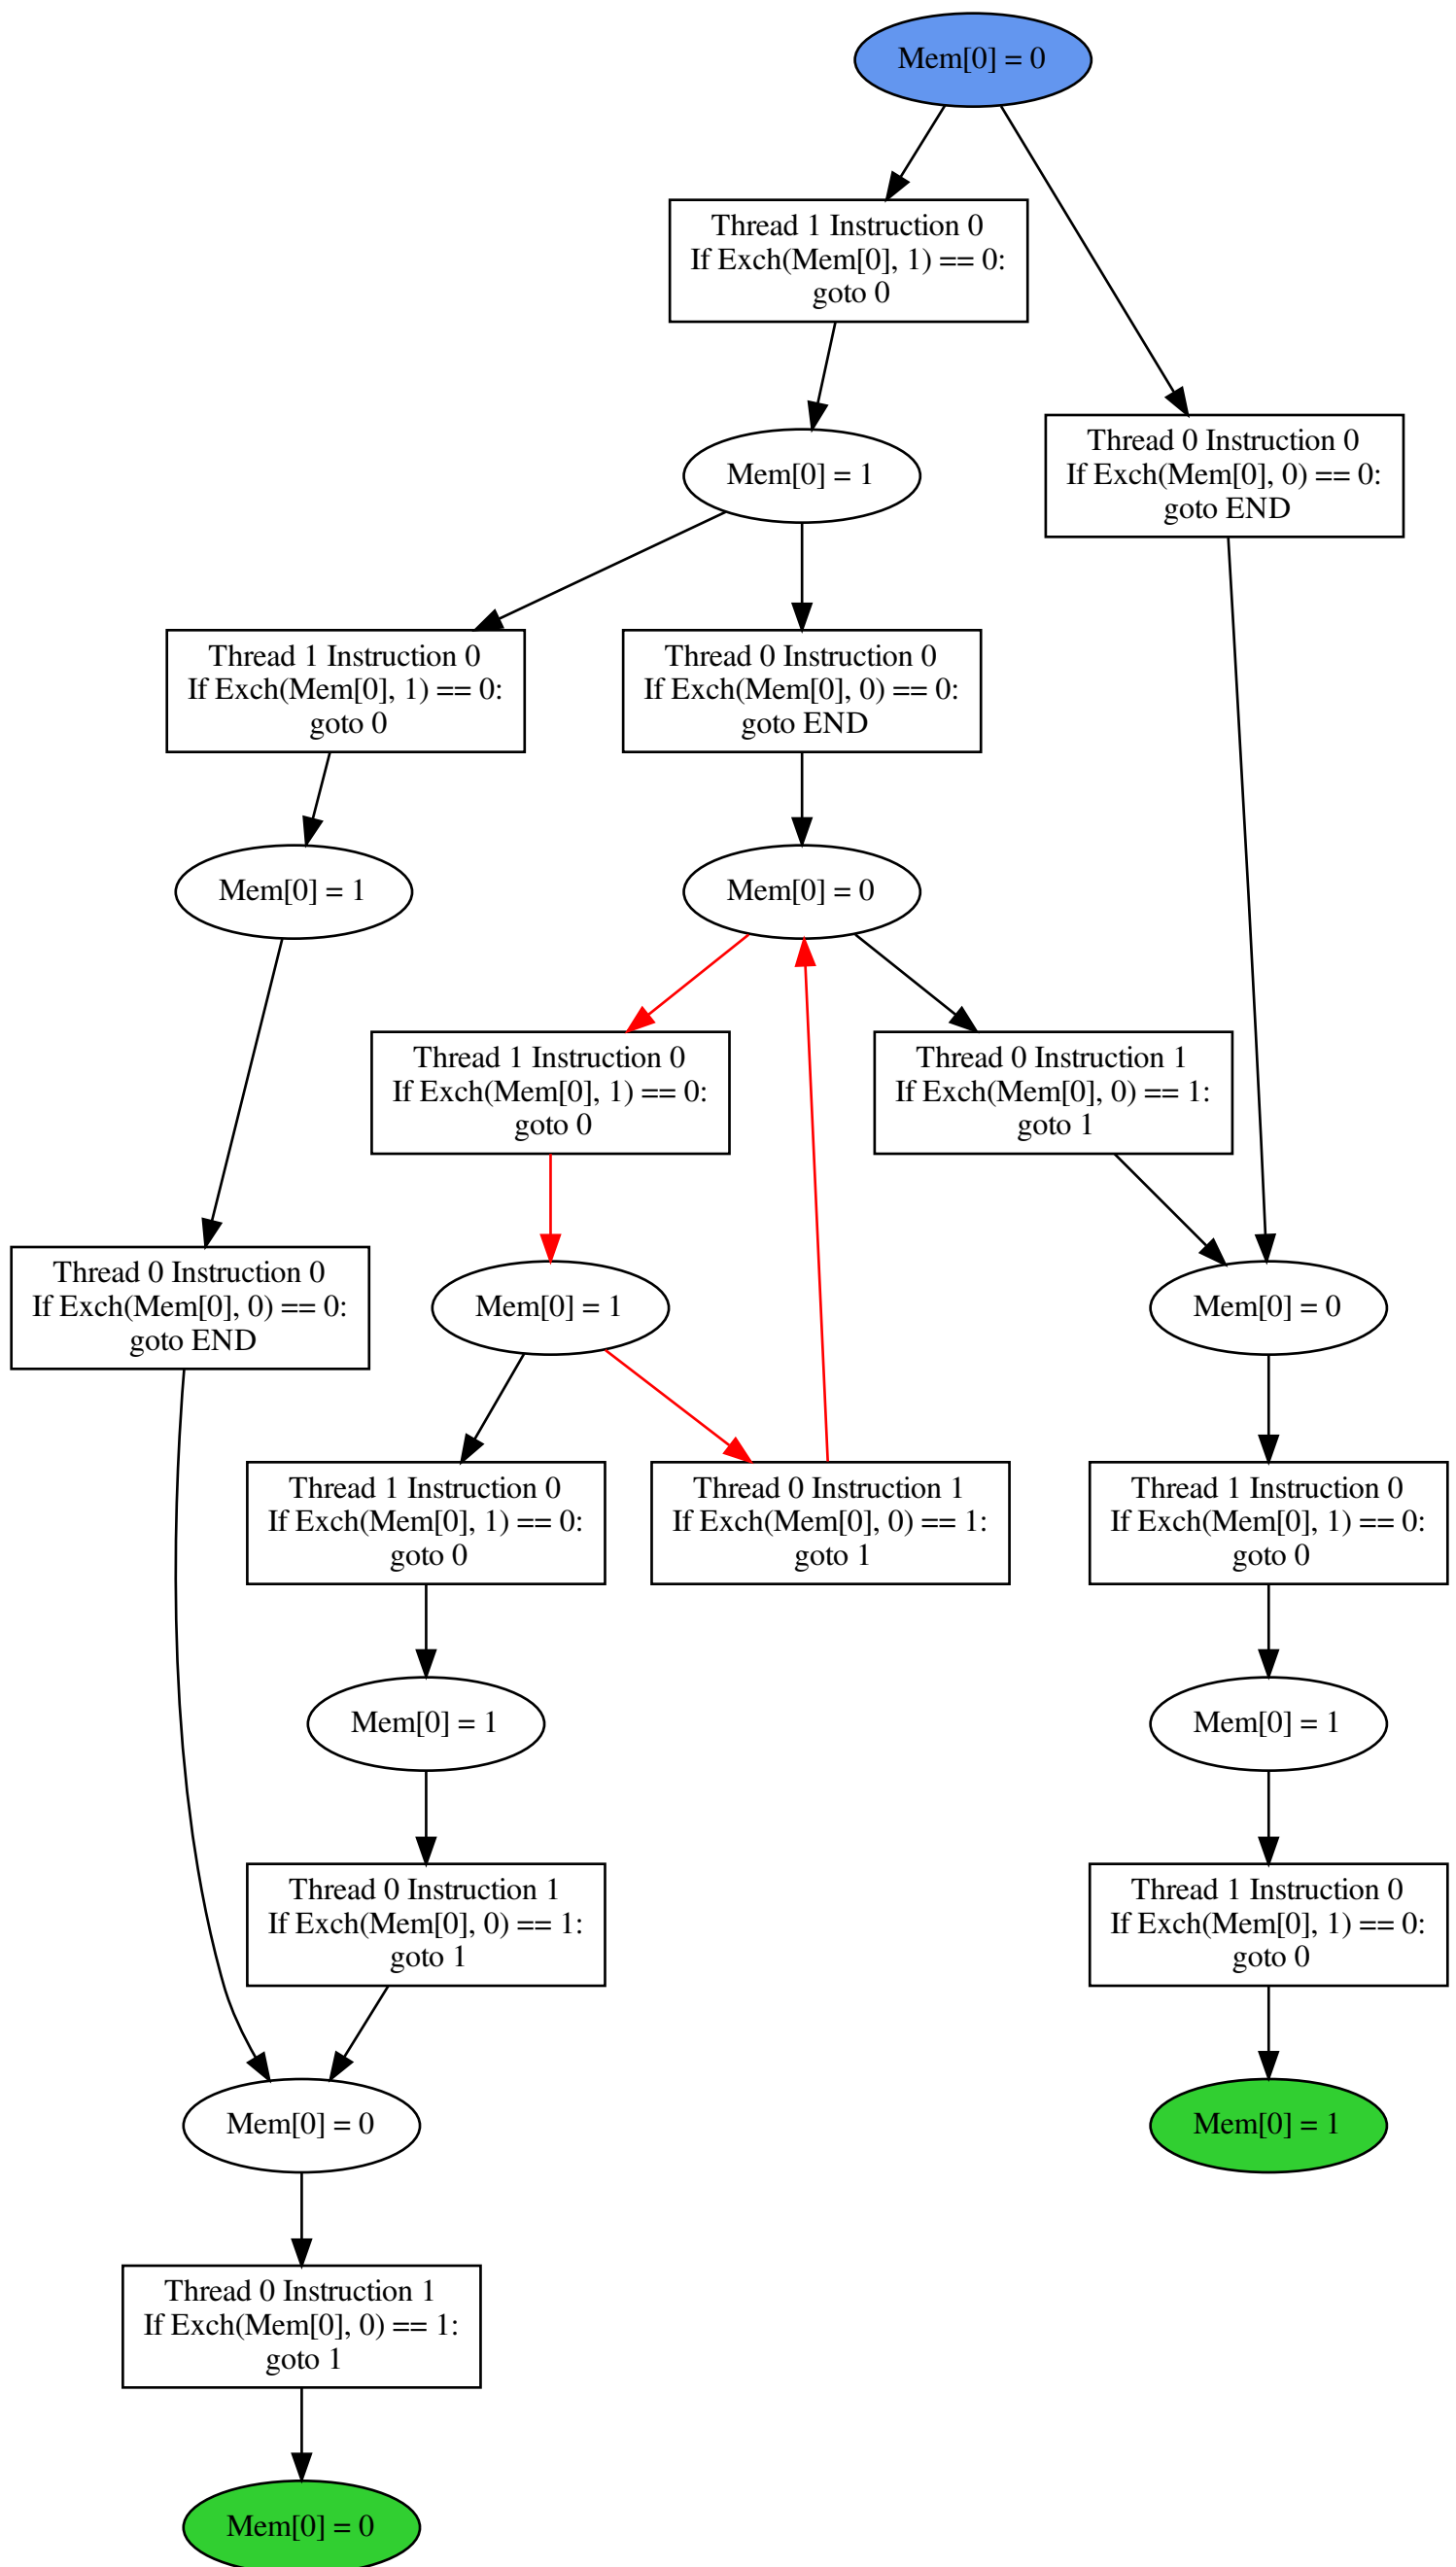 Mem[0] = 0
Thread 1 Instruction 0
If Exch(Mem[0], 1) == 0:
goto 0
Thread 0 Instruction 0
If Exch(Mem[0], 0) == 0:
goto END
Mem[0] = 1
Thread 1 Instruction 0
If Exch(Mem[0], 1) == 0:
goto 0
Thread 0 Instruction 0
If Exch(Mem[0], 0) == 0:
goto END
Mem[0] = 1
Mem[0] = 0
Thread 1 Instruction 0
If Exch(Mem[0], 1) == 0:
goto 0
Thread 0 Instruction 1
If Exch(Mem[0], 0) == 1:
goto 1
Thread 0 Instruction 0
If Exch(Mem[0], 0) == 0:
goto END
Mem[0] = 1
Mem[0] = 0
Thread 1 Instruction 0
If Exch(Mem[0], 1) == 0:
goto 0
Thread 0 Instruction 1
If Exch(Mem[0], 0) == 1:
goto 1
Thread 1 Instruction 0
If Exch(Mem[0], 1) == 0:
goto 0
Mem[0] = 1
Mem[0] = 1
Thread 0 Instruction 1
If Exch(Mem[0], 0) == 1:
goto 1
Thread 1 Instruction 0
If Exch(Mem[0], 1) == 0:
goto 0
Mem[0] = 0
Mem[0] = 1
Thread 0 Instruction 1
If Exch(Mem[0], 0) == 1:
goto 1
Mem[0] = 0